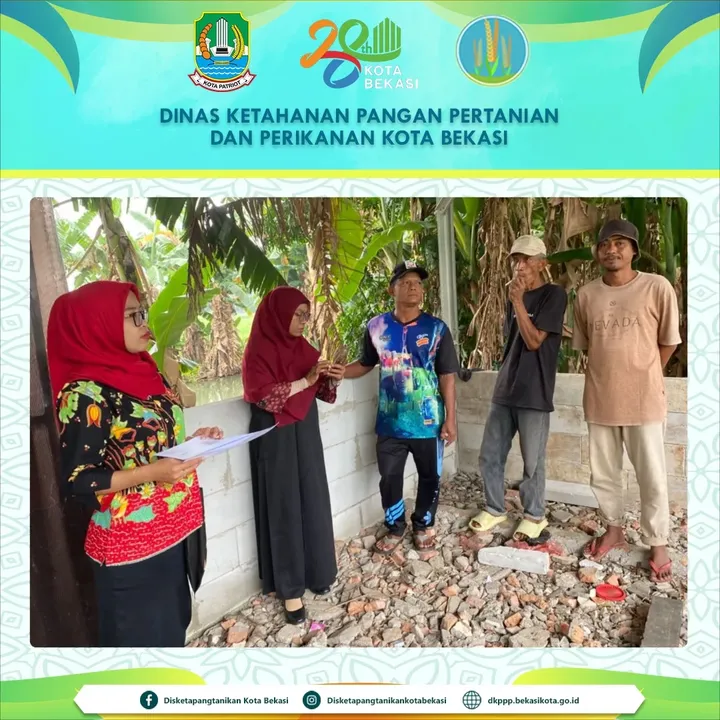 KOTA PATRIOT
28th
KOTA
BEKASI
DINAS KETAHANAN PANGAN PERTANIAN
DAN PERIKANAN KOTA BEKASI
NEVADA
Disketapangtanikan Kota Bekasi
Disketapangtanikankotabekasi
dkppp.bekasikota.go.id